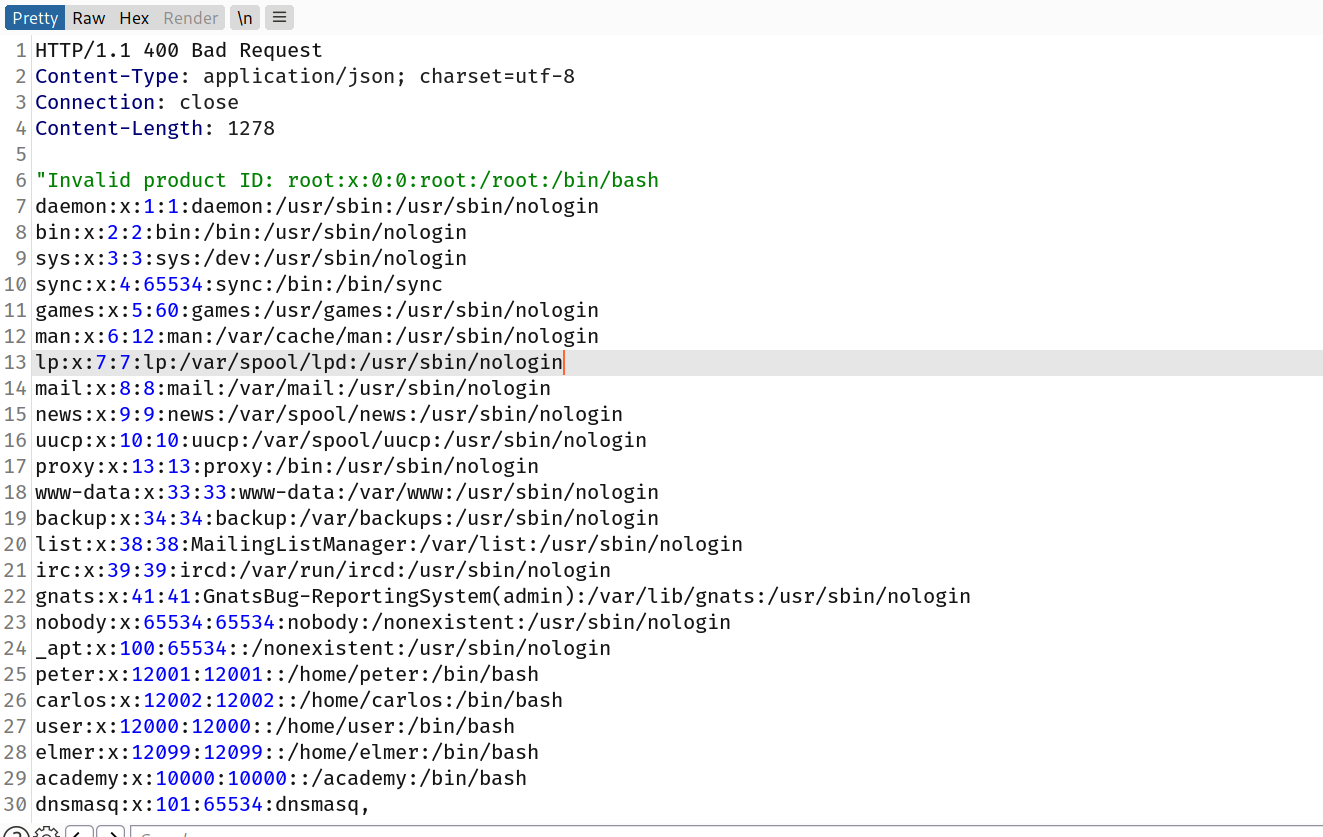 Pretty Raw Hex Render \n
1 HTTP/1.1 400 Bad Request
2 Content-Type: application/json; charset=utf-8
3 Connection: close
4 Content-Length: 1278
5
6 "Invalid product ID: root:x:0:0:root:/root:/bin/bash
7 daemon:x:1:1:daemon:/usr/sbin:/usr/sbin/nologin
8 bin:x:2:2:bin:/bin:/usr/sbin/nologin
9 sys:x:3:3:sys:/dev:/usr/sbin/nologin
10 sync:x:4:65534:sync:/bin:/bin/sync
11 games:x:5:60:games:/usr/games:/usr/sbin/nologin
12 man:x:6:12:man:/var/cache/man:/usr/sbin/nologin
13 lp:x:7:7:lp:/var/spool/lpd:/usr/sbin/nologin
14 mail:x:8:8:mail:/var/mail:/usr/sbin/nologin
15 news:x:9:9:news:/var/spool/news:/usr/sbin/nologin
16 uucp:x:10:10:uucp:/var/spool/uucp:/usr/sbin/nologin
17 proxy:x:13:13:proxy:/bin:/usr/sbin/nologin
18 www-data:x:33:33:www-data:/var/www:/usr/sbin/nologin
19 backup:x:34:34:backup:/var/backups:/usr/sbin/nologin
20 list:x:38:38:MailingListManager:/var/list:/usr/sbin/nologin
21 irc:x:39:39:ircd:/var/run/ircd:/usr/sbin/nologin
22 gnats:x:41:41:GnatsBug-ReportingSystem(admin):/var/lib/gnats:/usr/sbin/nologin
23 nobody:x:65534:65534:nobody:/nonexistent:/usr/sbin/nologin
24 _apt:x:100:65534::/nonexistent:/usr/sbin/nologin
25 peter:x:12001:12001::/home/peter:/bin/bash
26 carlos:x:12002:12002::/home/carlos:/bin/bash
27 user:x:12000:12000::/home/user:/bin/bash
28 elmer:x:12099:12099::/home/elmer:/bin/bash
29 academy:x:10000:10000::/academy:/bin/bash
30 dnsmasq:x:101:65534:dnsmasq,